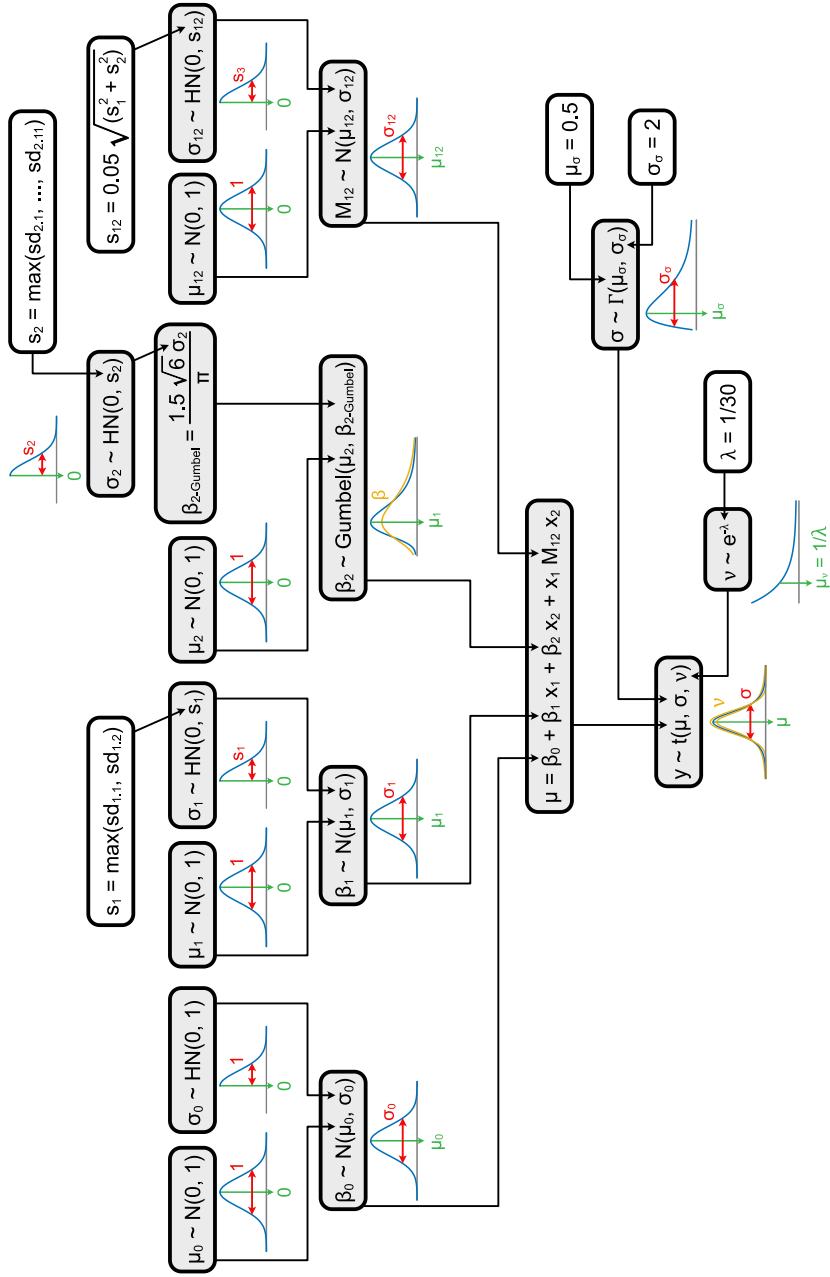 s₂ = max(sd₂.₁, ..., sd₂.₁₁)
s₂
0
s₁ = max(sd₁.₁, sd₁.₂)
σ₂ ~ HN(0, s₂)
s₁₂ = 0.05 √(s₁² + s₂²)
μ₀ ~ N(0, 1)
σ₀ ~ HN(0, 1)
μ₁ ~ N(0, 1)
σ₁ ~ HN(0, s₁)
μ₂ ~ N(0, 1)
β₂₋Gumbel = 1.5 √6 σ₂ / π
μ₁₂ ~ N(0, 1)
σ₁₂ ~ HN(0, s₁₂)
1
0
1
0
1
0
s₁
0
1
0
1
0
s₃
0
β₀ ~ N(μ₀, σ₀)
β₁ ~ N(μ₁, σ₁)
β₂ ~ Gumbel(μ₂, β₂₋Gumbel)
M₁₂ ~ N(μ₁₂, σ₁₂)
σ₀
μ₀
σ₁
μ₁
β
μ₁
σ₁₂
μ₁₂
μ = β₀ + β₁ x₁ + β₂ x₂ + x₁ M₁₂ x₂
μσ = 0.5
σσ = 2
σ ~ Γ(μσ, σσ)
σσ
μσ
λ = 1/30
ν ~ e^-λ
μν = 1/λ
y ~ t(μ, σ, ν)
ν
σ
μ